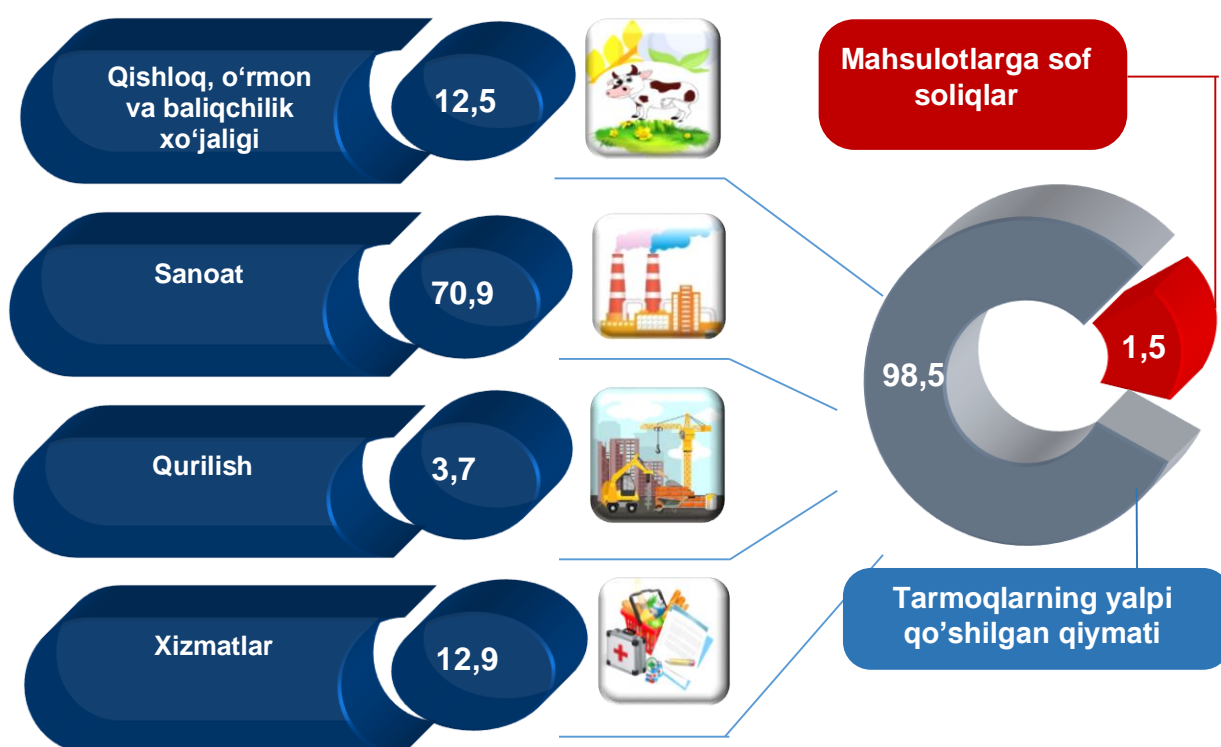 Qishloq, o‘rmon
va baliqchilik
xo‘jaligi
12,5
Sanoat
70,9
Qurilish
3,7
Xizmatlar
12,9
Mahsulotlarga sof
soliqlar
1,5
98,5
Tarmoqlarning yalpi
qo’shilgan qiymati